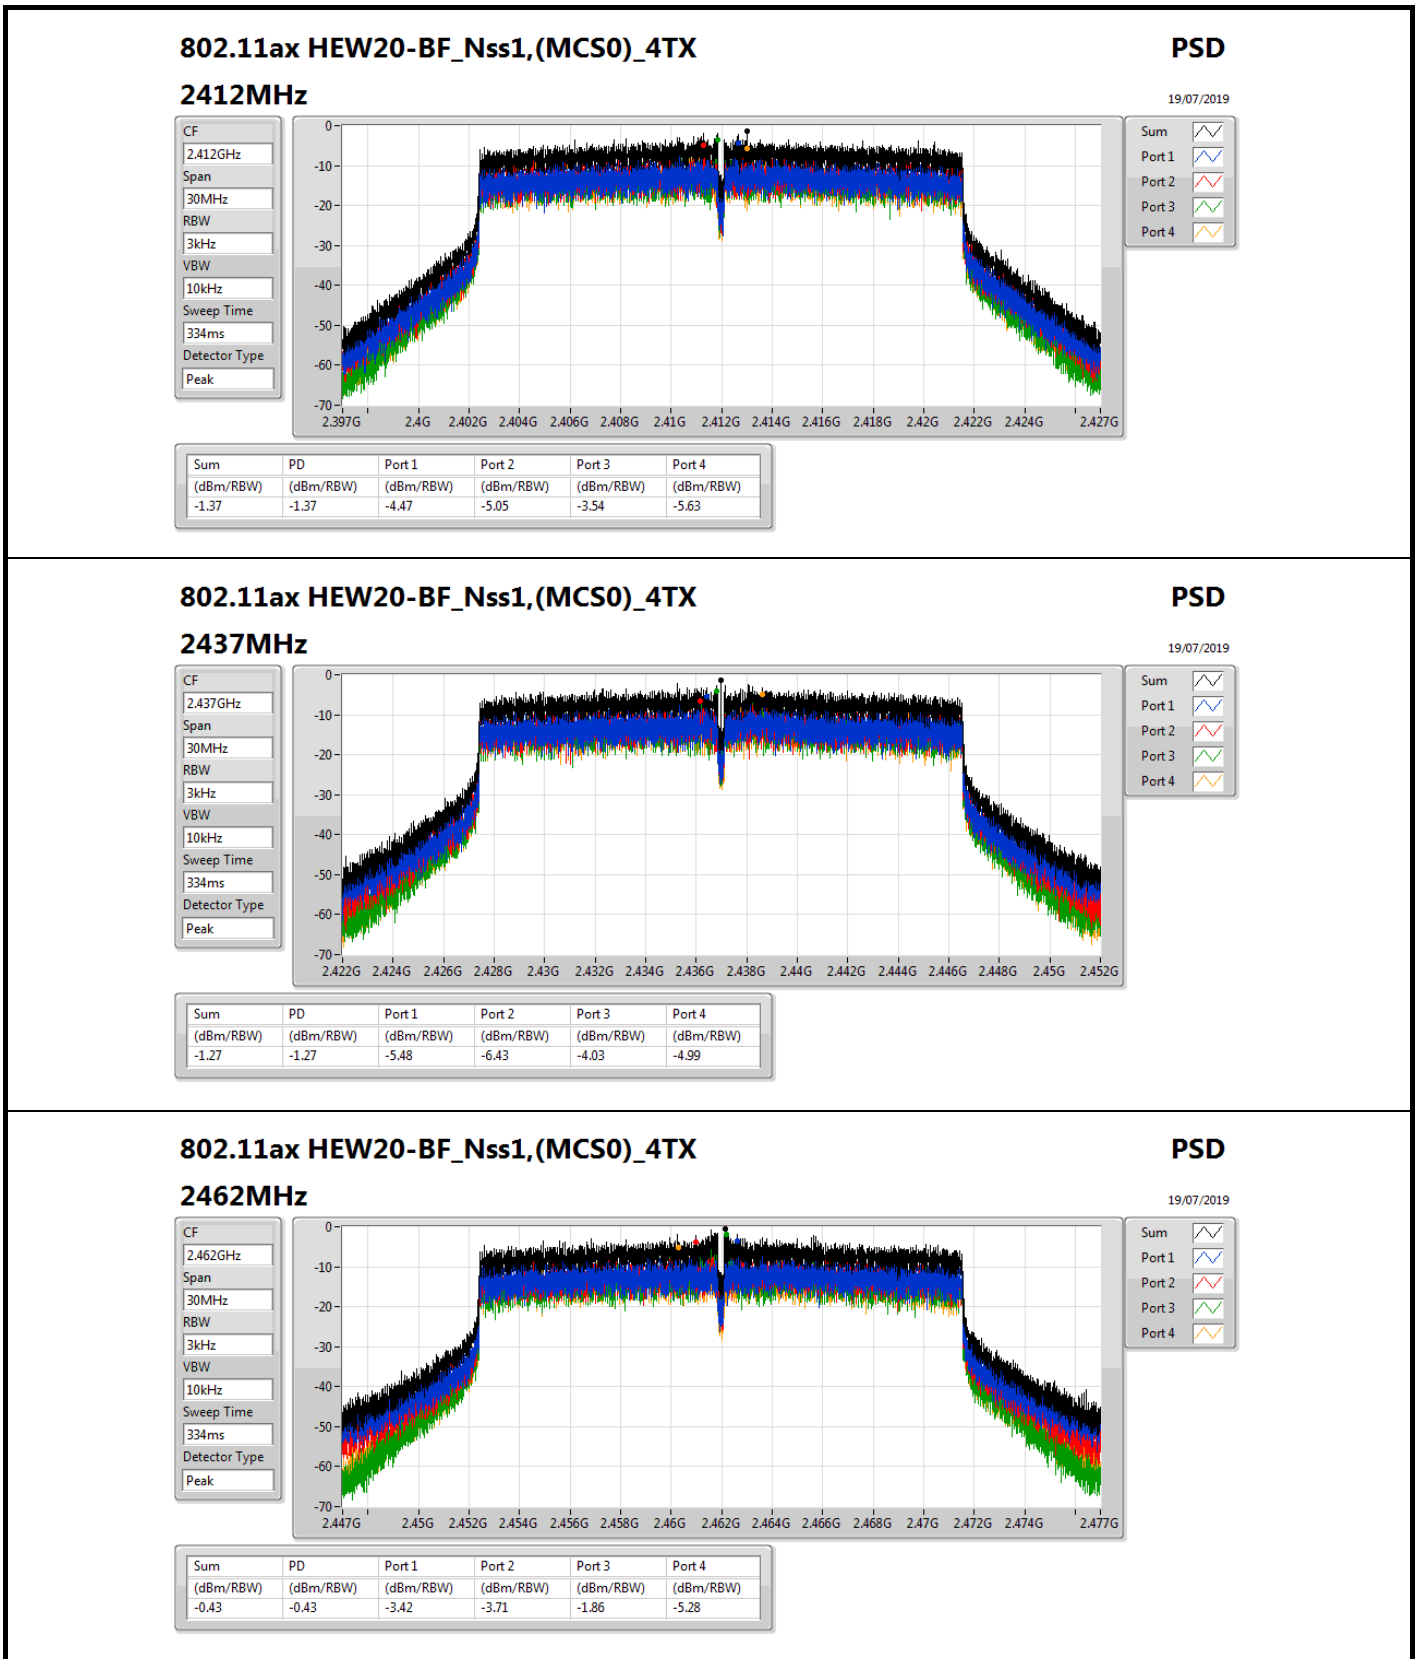 802.11ax HEW20-BF_Nss1,(MCS0)_4TX PSD
2412MHz 19/07/2019
CF
2.412GHz
Span
30MHz
RBW
3kHz
VBW
10kHz
Sweep Time
334ms
Detector Type
Peak
0
-10
-20
-30
-40
-50
-60
-70
2.397G 2.4G 2.402G 2.404G 2.406G 2.408G 2.41G 2.412G 2.414G 2.416G 2.418G 2.42G 2.422G 2.424G 2.427G
Sum
Port 1
Port 2
Port 3
Port 4
Sum PD Port 1 Port 2 Port 3 Port 4
(dBm/RBW) (dBm/RBW) (dBm/RBW) (dBm/RBW) (dBm/RBW) (dBm/RBW)
-1.37 -1.37 -4.47 -5.05 -3.54 -5.63
802.11ax HEW20-BF_Nss1,(MCS0)_4TX PSD
2437MHz 19/07/2019
CF
2.437GHz
Span
30MHz
RBW
3kHz
VBW
10kHz
Sweep Time
334ms
Detector Type
Peak
0
-10
-20
-30
-40
-50
-60
-70
2.422G 2.424G 2.426G 2.428G 2.43G 2.432G 2.434G 2.436G 2.438G 2.44G 2.442G 2.444G 2.446G 2.448G 2.45G 2.452G
Sum
Port 1
Port 2
Port 3
Port 4
Sum PD Port 1 Port 2 Port 3 Port 4
(dBm/RBW) (dBm/RBW) (dBm/RBW) (dBm/RBW) (dBm/RBW) (dBm/RBW)
-1.27 -1.27 -5.48 -6.43 -4.03 -4.99
802.11ax HEW20-BF_Nss1,(MCS0)_4TX PSD
2462MHz 19/07/2019
CF
2.462GHz
Span
30MHz
RBW
3kHz
VBW
10kHz
Sweep Time
334ms
Detector Type
Peak
0
-10
-20
-30
-40
-50
-60
-70
2.447G 2.45G 2.452G 2.454G 2.456G 2.458G 2.46G 2.462G 2.464G 2.466G 2.468G 2.47G 2.472G 2.474G 2.477G
Sum
Port 1
Port 2
Port 3
Port 4
Sum PD Port 1 Port 2 Port 3 Port 4
(dBm/RBW) (dBm/RBW) (dBm/RBW) (dBm/RBW) (dBm/RBW) (dBm/RBW)
-0.43 -0.43 -3.42 -3.71 -1.86 -5.28